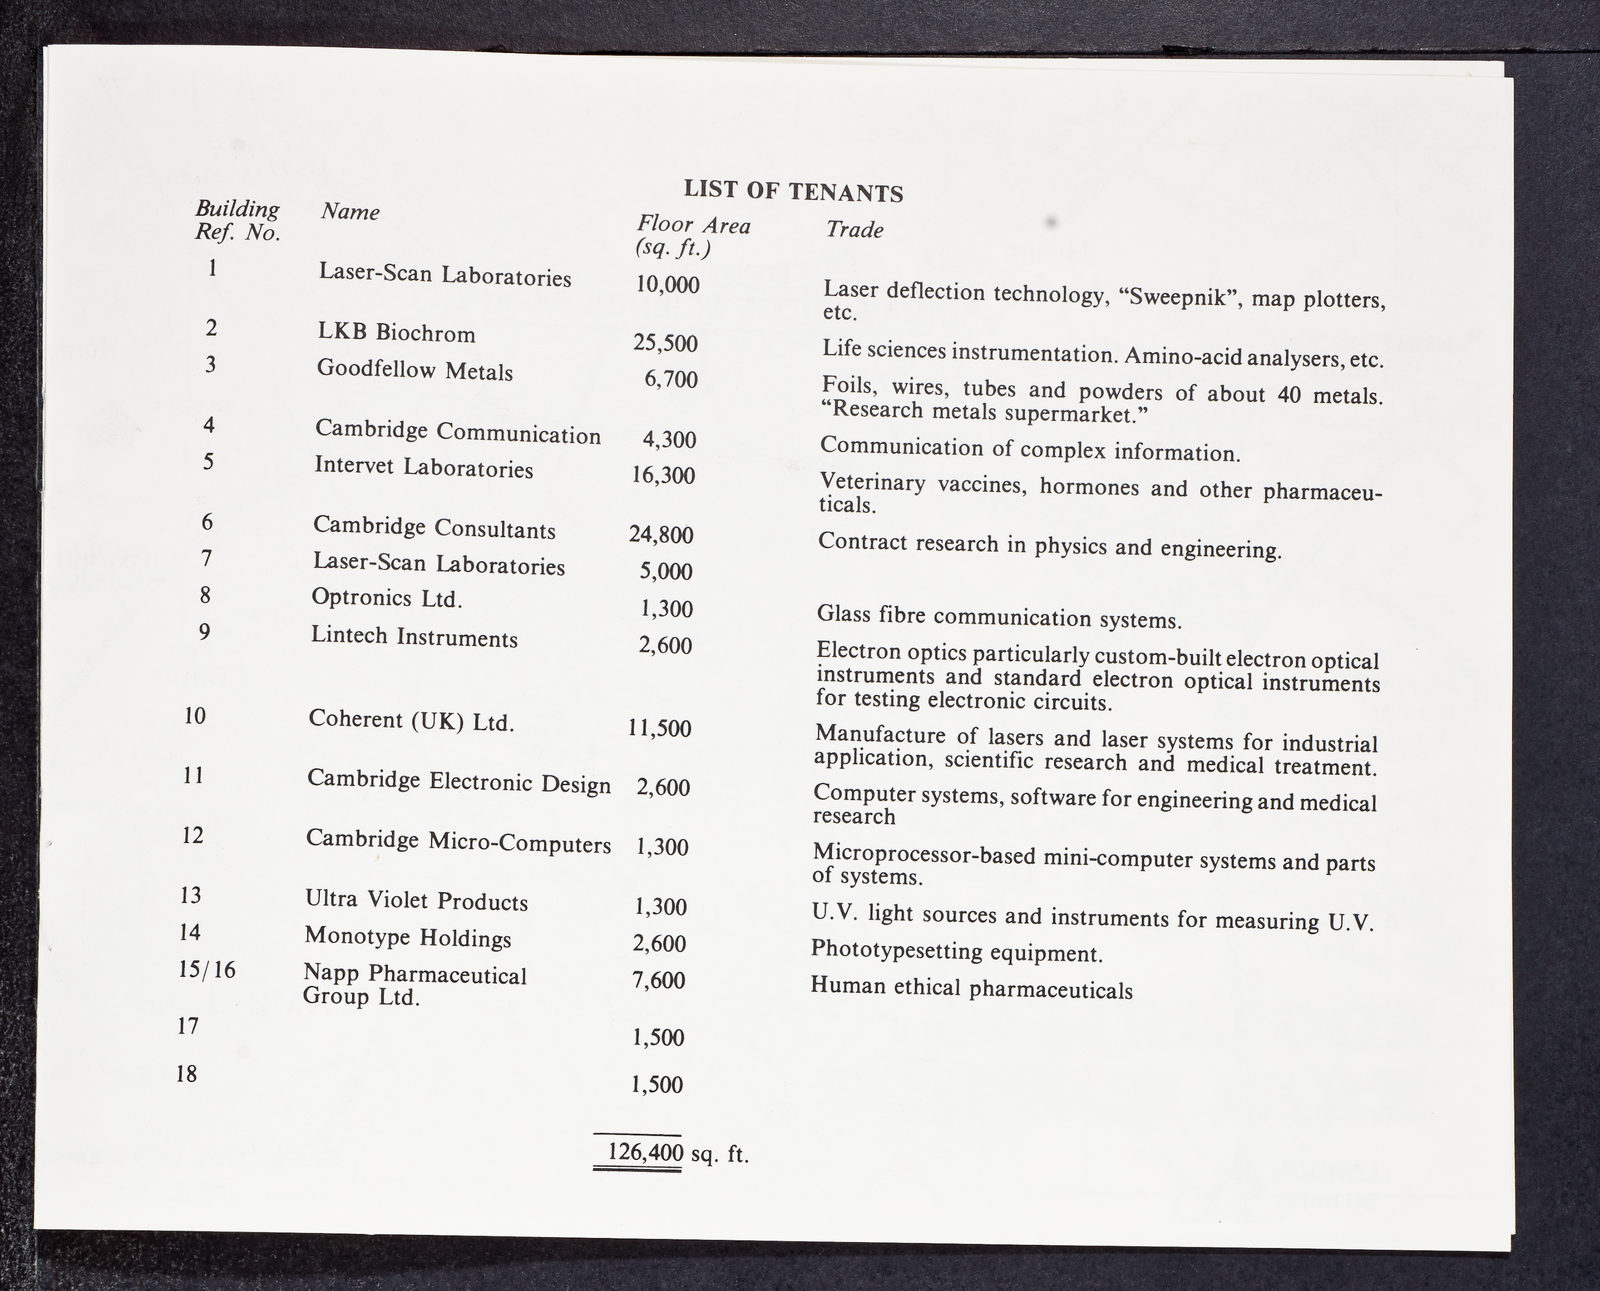 LIST OF TENANTS
Building Ref. No. Name Floor Area (sq. ft.) Trade
1 Laser-Scan Laboratories 10,000 Laser deflection technology, “Sweepnik”, map plotters,
etc.
2 LKB Biochrom 25,500 Life sciences instrumentation. Amino-acid analysers, etc.
3 Goodfellow Metals 6,700 Foils, wires, tubes and powders of about 40 metals.
“Research metals supermarket.”
4 Cambridge Communication 4,300 Communication of complex information.
5 Intervet Laboratories 16,300 Veterinary vaccines, hormones and other pharmaceu-
ticals.
6 Cambridge Consultants 24,800 Contract research in physics and engineering.
7 Laser-Scan Laboratories 5,000
8 Optronics Ltd. 1,300 Glass fibre communication systems.
9 Lintech Instruments 2,600 Electron optics particularly custom-built electron optical
instruments and standard electron optical instruments
for testing electronic circuits.
10 Coherent (UK) Ltd. 11,500 Manufacture of lasers and laser systems for industrial
application, scientific research and medical treatment.
11 Cambridge Electronic Design 2,600 Computer systems, software for engineering and medical
research
12 Cambridge Micro-Computers 1,300 Microprocessor-based mini-computer systems and parts
of systems.
13 Ultra Violet Products 1,300 U.V. light sources and instruments for measuring U.V.
14 Monotype Holdings 2,600 Phototypesetting equipment.
15/16 Napp Pharmaceutical 7,600 Human ethical pharmaceuticals
Group Ltd.
17 1,500
18 1,500
126,400 sq. ft.